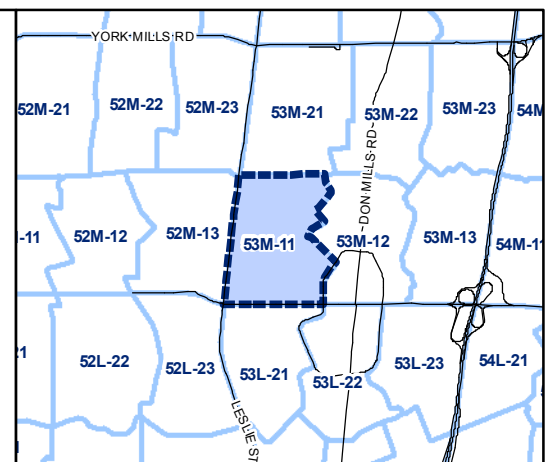 YORK MILLS RD
52M-21
52M-22
52M-23
53M-21
53M-22
53M-23
54M
DON MILLS RD
-11
52M-12
52M-13
53M-11
53M-12
53M-13
54M-11
21
52L-22
52L-23
53L-21
53L-22
53L-23
54L-21
LESLIE ST